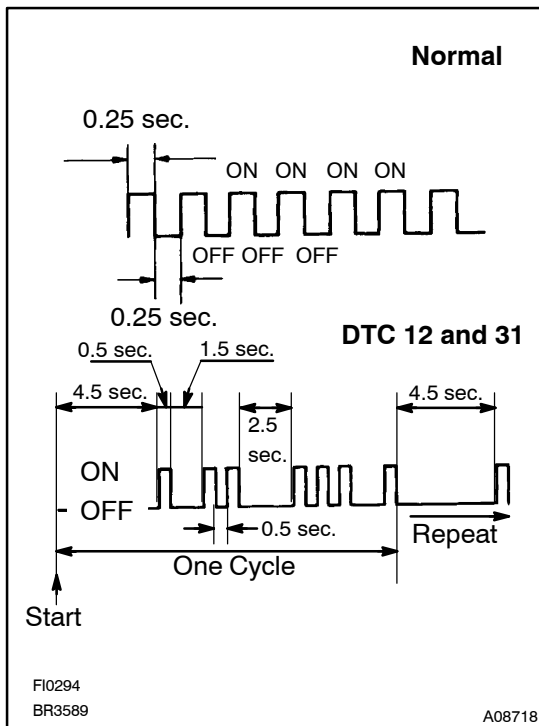 Normal
0.25 sec.
ON ON ON ON
OFF OFF OFF
0.25 sec.
DTC 12 and 31
0.5 sec. 1.5 sec.
4.5 sec. 4.5 sec.
2.5
sec.
ON
OFF
0.5 sec.
Repeat
One Cycle
Start
FI0294
BR3589
A08718